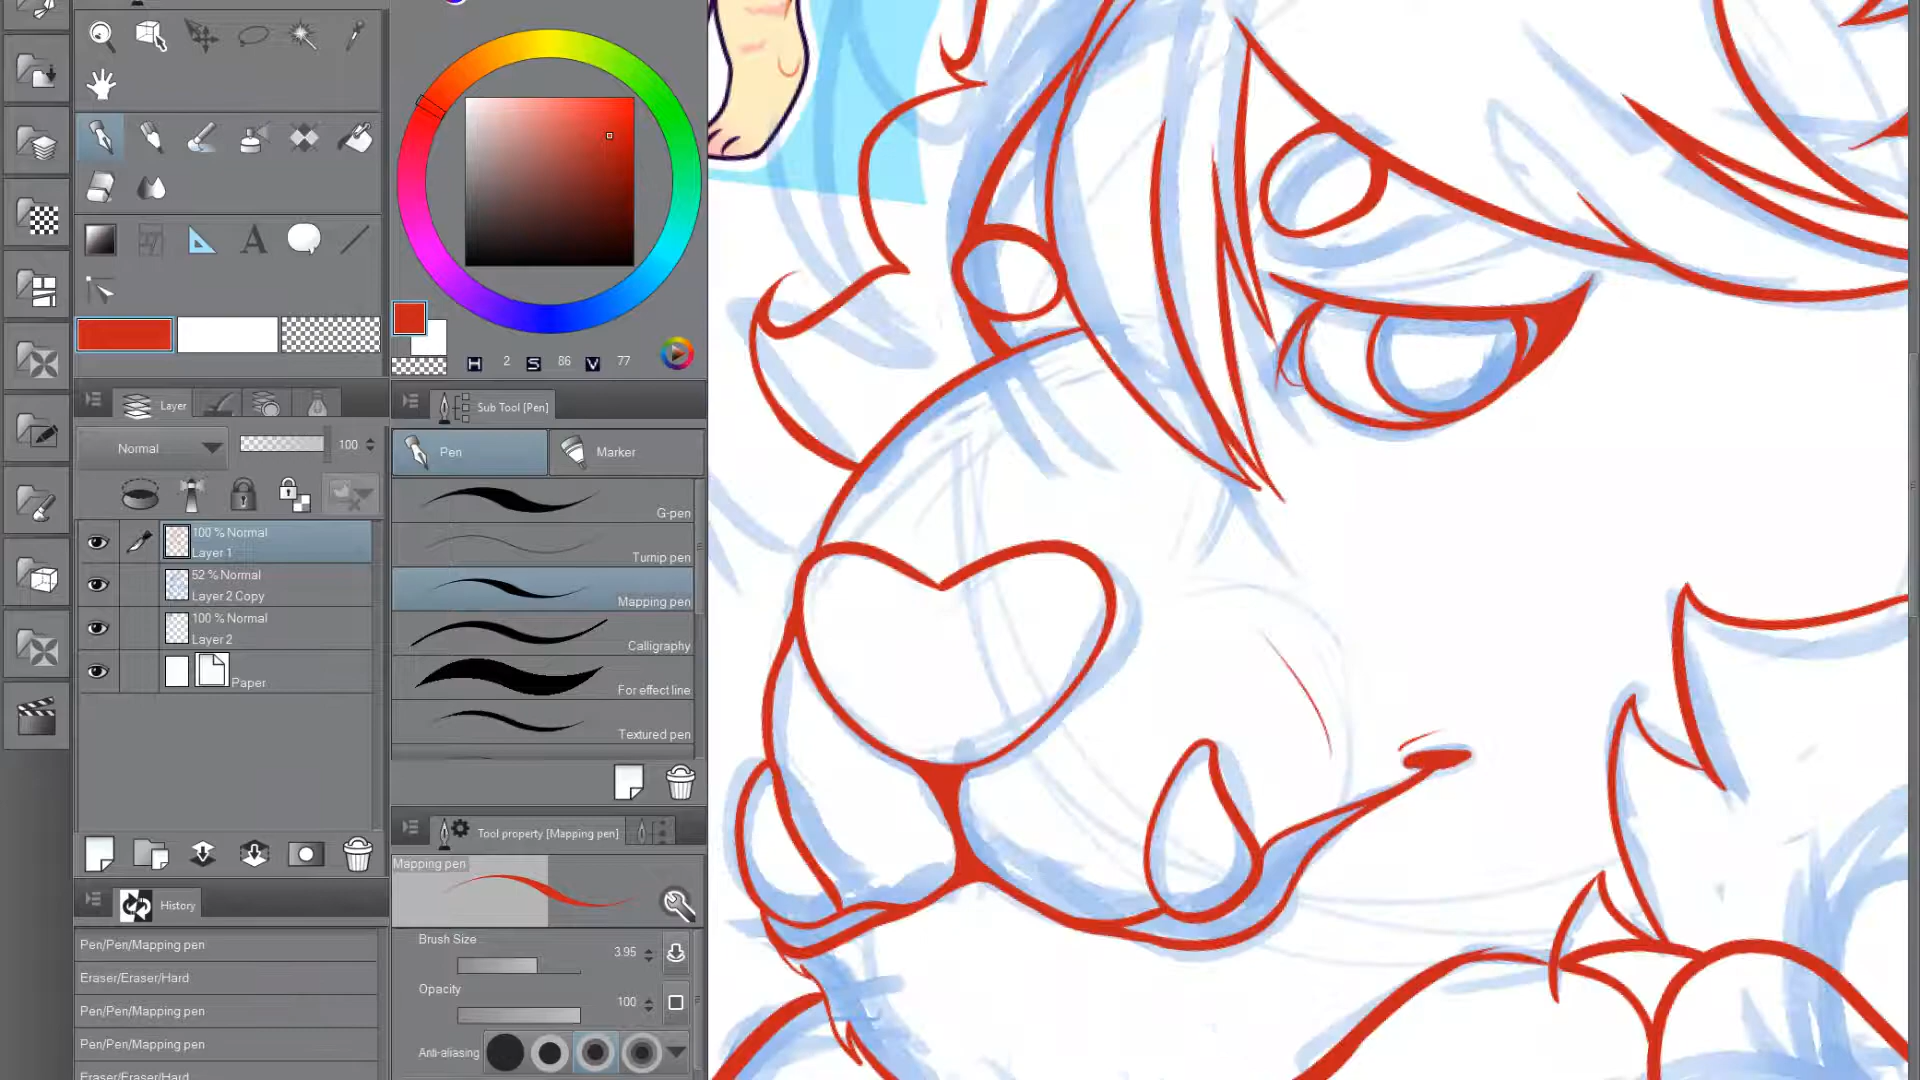 H 2 S 86 V 77
Layer
Normal
100
100 % Normal
Layer 1
52 % Normal
Layer 2 Copy
100 % Normal
Layer 2
Paper
History
Pen/Pen/Mapping pen
Eraser/Eraser/Hard
Pen/Pen/Mapping pen
Pen/Pen/Mapping pen
Eraser/Eraser/Hard
Sub Tool [Pen]
Pen
Marker
G-pen
Turnip pen
Mapping pen
Calligraphy
For effect line
Textured pen
Tool property [Mapping pen]
Mapping pen
Brush Size
3.95
Opacity
100
Anti-aliasing